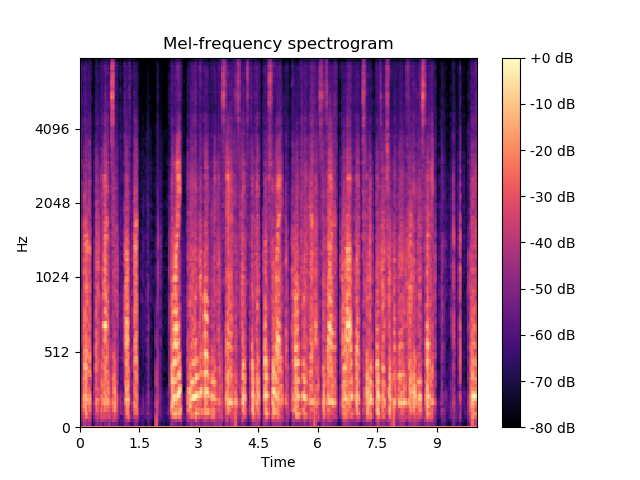 Mel-frequency spectrogram
+0 dB
-10 dB
-20 dB
-30 dB
-40 dB
-50 dB
-60 dB
-70 dB
-80 dB
Hz
4096
2048
1024
512
0
0 1.5 3 4.5 6 7.5 9
Time